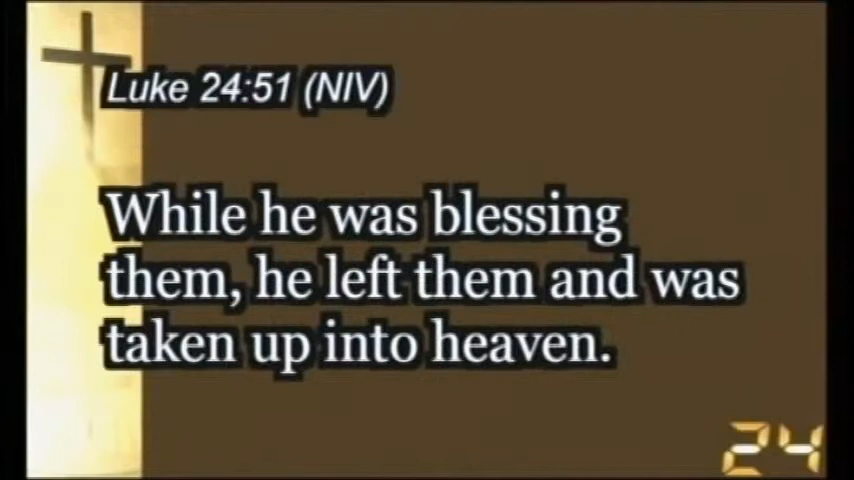 Luke 24:51 (NIV)
While he was blessing
them, he left them and was
taken up into heaven.
24